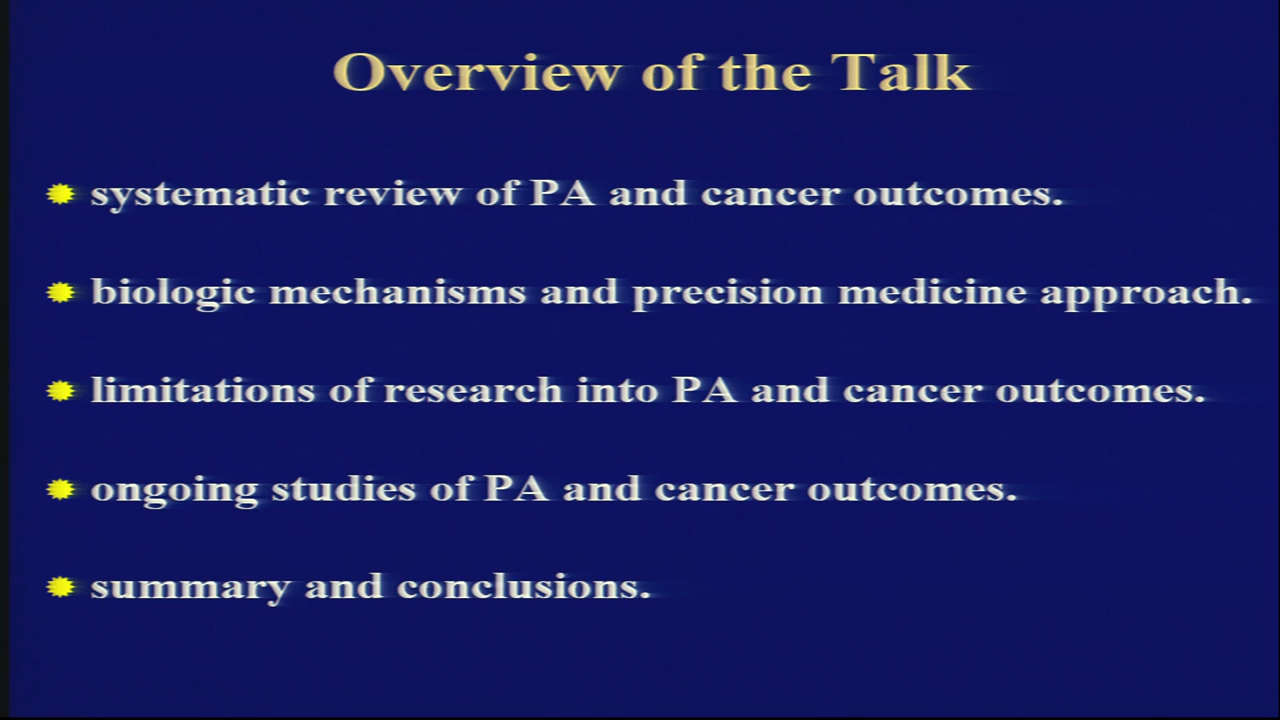 Overview of the Talk
systematic review of PA and cancer outcomes.
biologic mechanisms and precision medicine approach.
limitations of research into PA and cancer outcomes.
ongoing studies of PA and cancer outcomes.
summary and conclusions.